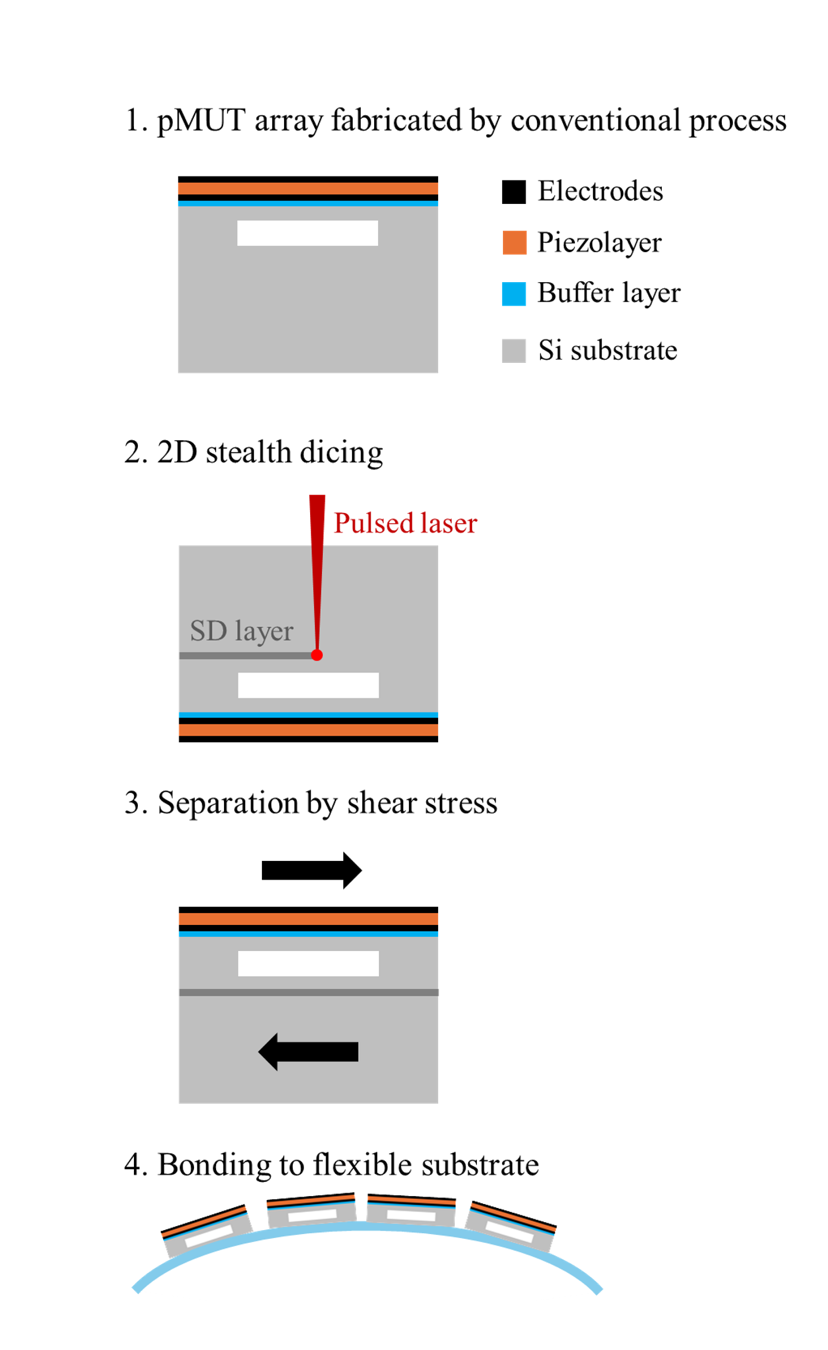 1. pMUT array fabricated by conventional process
Electrodes
Piezolayer
Buffer layer
Si substrate
2. 2D stealth dicing
Pulsed laser
SD layer
3. Separation by shear stress
4. Bonding to flexible substrate